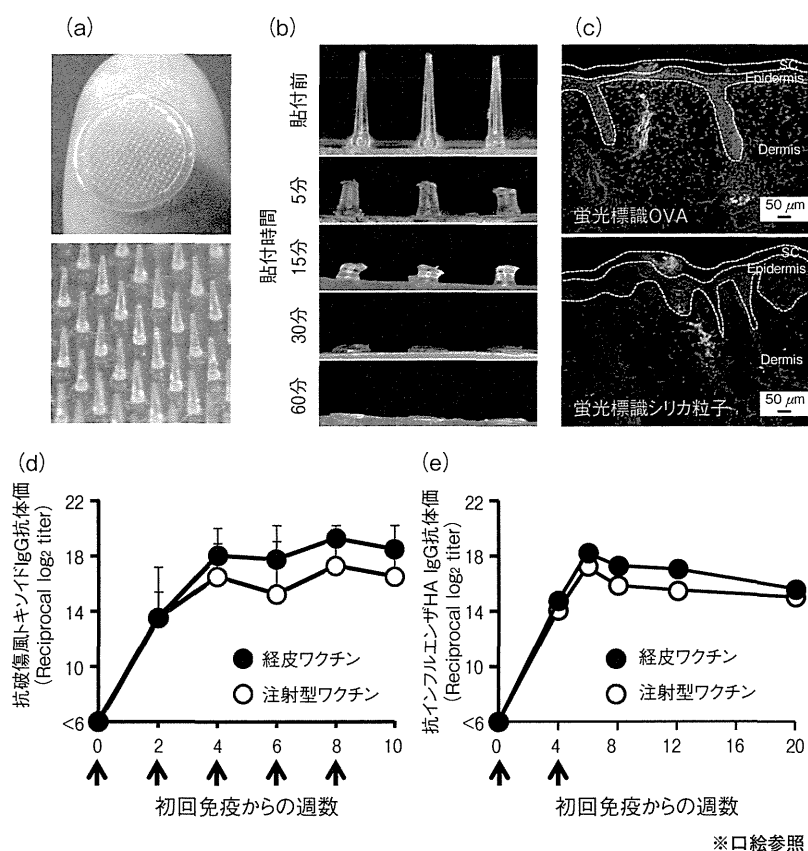 (a)
(b)
貼付時間
貼付前
5分
15分
30分
60分
(c)
SC
Epidermis
Dermis
50 μm
蛍光標識OVA
SC
Epidermis
Dermis
50 μm
蛍光標識シリカ粒子
(d)
抗破傷風トキソイドIgG抗体価
(Reciprocal log2 titer)
22
18
14
10
<6
経皮ワクチン
注射型ワクチン
0 2 4 6 8 10
初回免疫からの週数
(e)
抗インフルエンザHA IgG抗体価
(Reciprocal log2 titer)
22
18
14
10
<6
経皮ワクチン
注射型ワクチン
0 4 8 12 16 20
初回免疫からの週数
※口絵参照